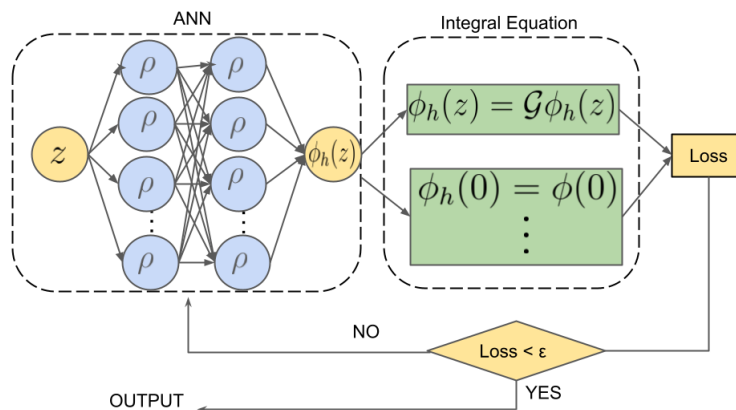 ANN
Integral Equation
z
ρ
ρ
ρ
ρ
ρ
ρ
ρ
ρ
ϕ_h(z)
ϕ_h(z) = 𝒢ϕ_h(z)
ϕ_h(0) = ϕ(0)
Loss
NO
Loss < ε
YES
OUTPUT